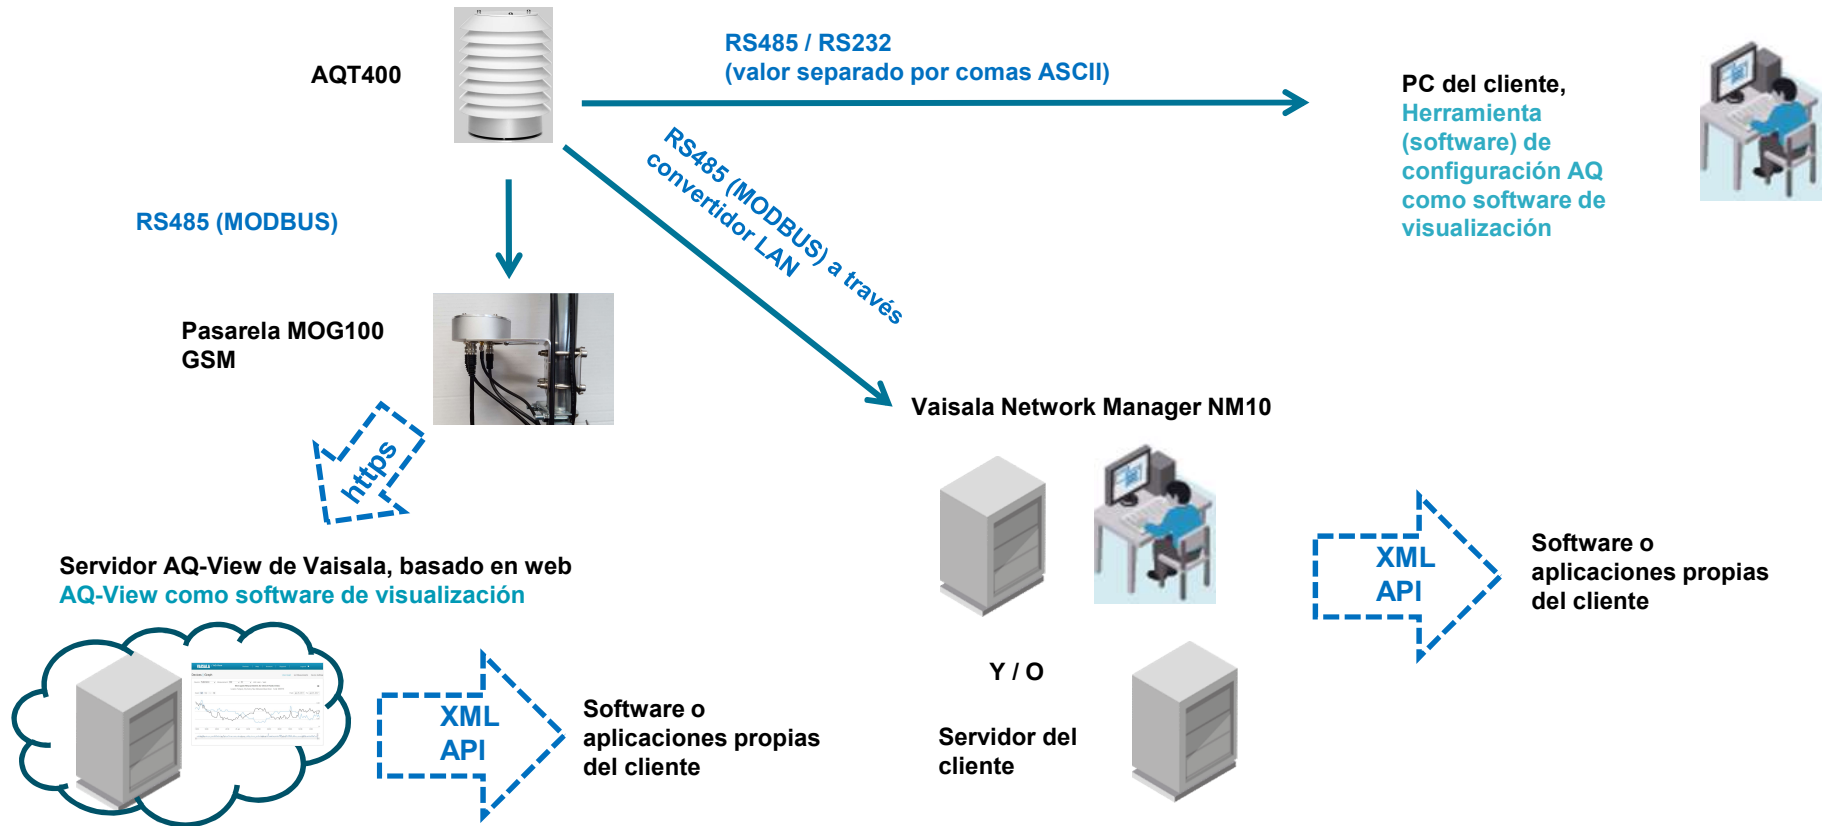 AQT400
RS485 / RS232
(valor separado por comas ASCII)
PC del cliente,
Herramienta
(software) de
configuración AQ
como software de
visualización
RS485 (MODBUS)
RS485 (MODBUS) a través
convertidor LAN
Pasarela MOG100
GSM
https
Vaisala Network Manager NM10
Servidor AQ-View de Vaisala, basado en web
AQ-View como software de visualización
XML
API
Software o
aplicaciones propias
del cliente
Y / O
Servidor del
cliente
XML
API
Software o
aplicaciones propias
del cliente